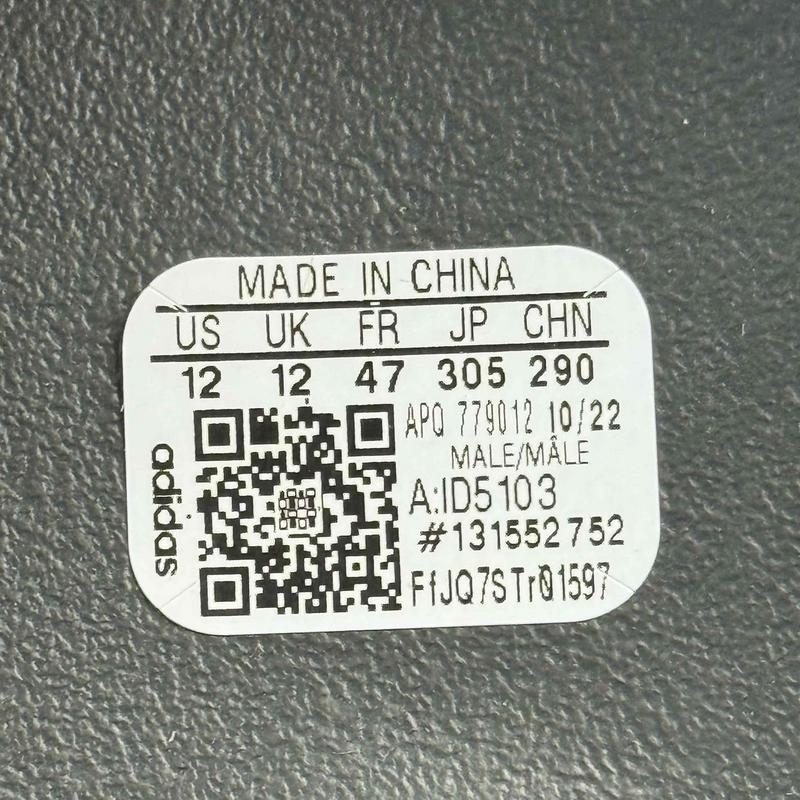 MADE IN CHINA
US UK FR JP CHN
12 12 47 305 290
APQ 779012 10/22
MALE/MÂLE
A:ID5103
#131552752
FfJQ7STrQ1597
adidas